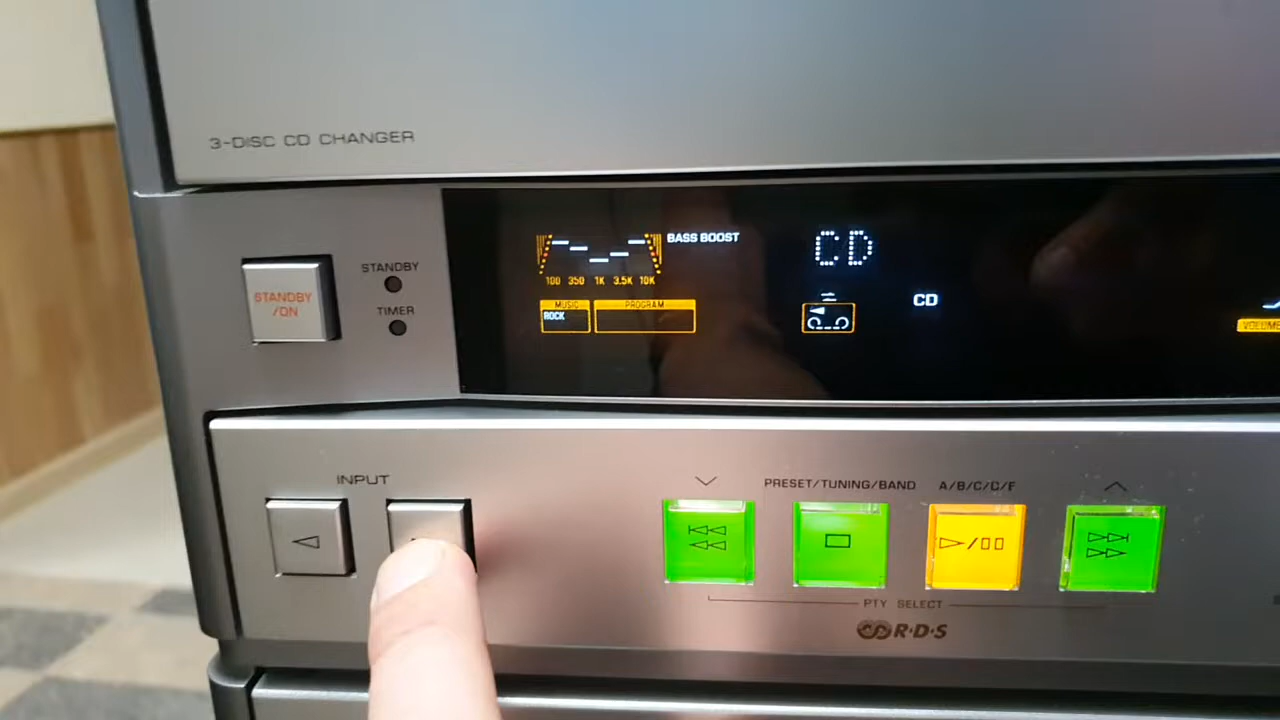 3-DISC CD CHANGER
BASS BOOST
CD
100 350 1K 3.5K 10K
MUSIC
PROGRAM
ROCK
CD
VOLUME
STANDBY
STANDBY
/ON
TIMER
INPUT
PRESET/TUNING/BAND
A/B/C/D/E
PTY SELECT
R·D·S